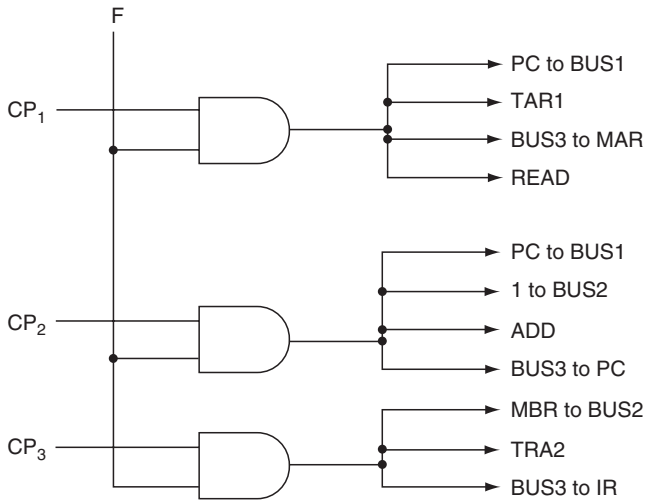 F
CP1
PC to BUS1
TAR1
BUS3 to MAR
READ
CP2
PC to BUS1
1 to BUS2
ADD
BUS3 to PC
CP3
MBR to BUS2
TRA2
BUS3 to IR